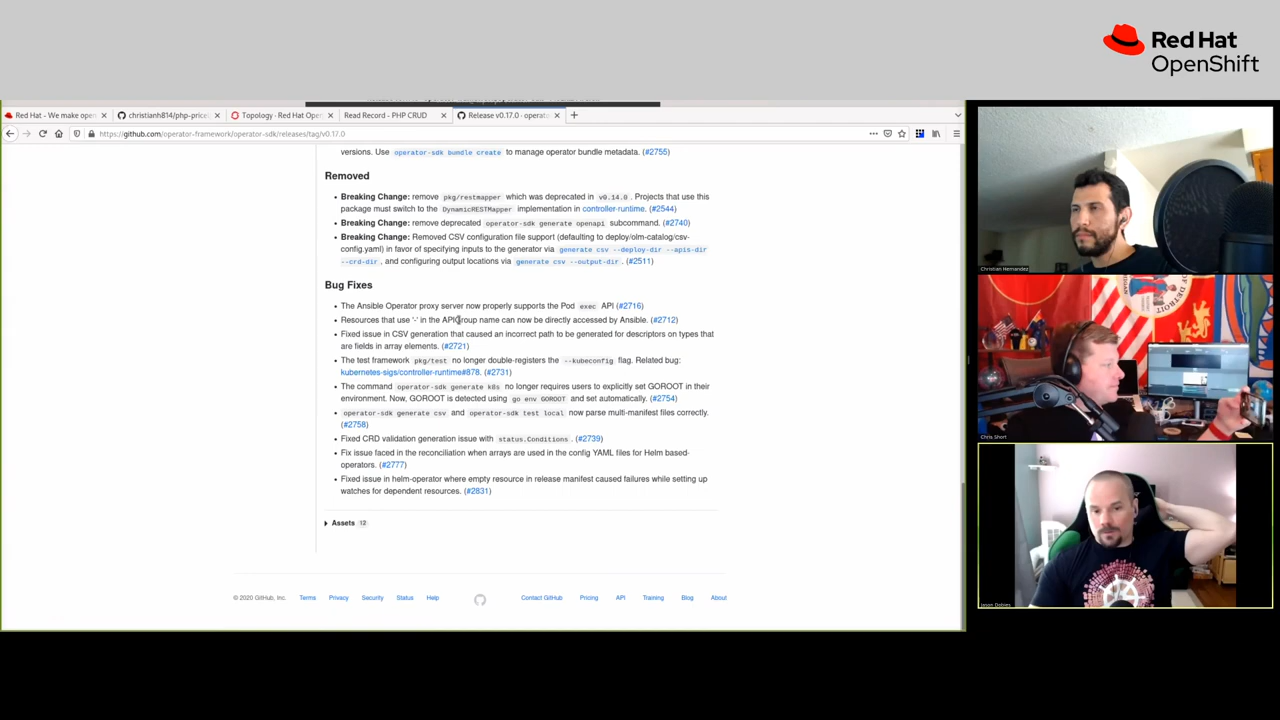 Red Hat
OpenShift
Red Hat - We make open
christianh814/php-price
Topology · Red Hat Ope
Read Record - PHP CRUD
Release v0.17.0 · operato
https://github.com/operator-framework/operator-sdk/releases/tag/v0.17.0
versions. Use operator-sdk bundle create to manage operator bundle metadata. (#2755)
Removed
Breaking Change: remove pkg/restmapper which was deprecated in v0.14.0. Projects that use this
package must switch to the DynamicRESTMapper implementation in controller-runtime. (#2544)
Breaking Change: remove deprecated operator-sdk generate openapi subcommand. (#2740)
Breaking Change: Removed CSV configuration file support (defaulting to deploy/olm-catalog/csv-
config.yaml) in favor of specifying inputs to the generator via generate csv --deploy-dir --apis-dir
--crd-dir, and configuring output locations via generate csv --output-dir. (#2511)
Bug Fixes
The Ansible Operator proxy server now properly supports the Pod exec API (#2716)
Resources that use '-' in the APIGroup name can now be directly accessed by Ansible. (#2712)
Fixed issue in CSV generation that caused an incorrect path to be generated for descriptors on types that
are fields in array elements. (#2721)
The test framework pkg/test no longer double-registers the --kubeconfig flag. Related bug:
kubernetes-sigs/controller-runtime#878. (#2731)
The command operator-sdk generate k8s no longer requires users to explicitly set GOROOT in their
environment. Now, GOROOT is detected using go env GOROOT and set automatically. (#2754)
operator-sdk generate csv and operator-sdk test local now parse multi-manifest files correctly.
(#2758)
Fixed CRD validation generation issue with status.Conditions. (#2739)
Fix issue faced in the reconciliation when arrays are used in the config YAML files for Helm based-
operators. (#2777)
Fixed issue in helm-operator where empty resource in release manifest caused failures while setting up
watches for dependent resources. (#2831)
Assets 12
© 2020 GitHub, Inc. Terms Privacy Security Status Help Contact GitHub Pricing API Training Blog About
Christian Hernandez
Chris Short
Jason Dobies